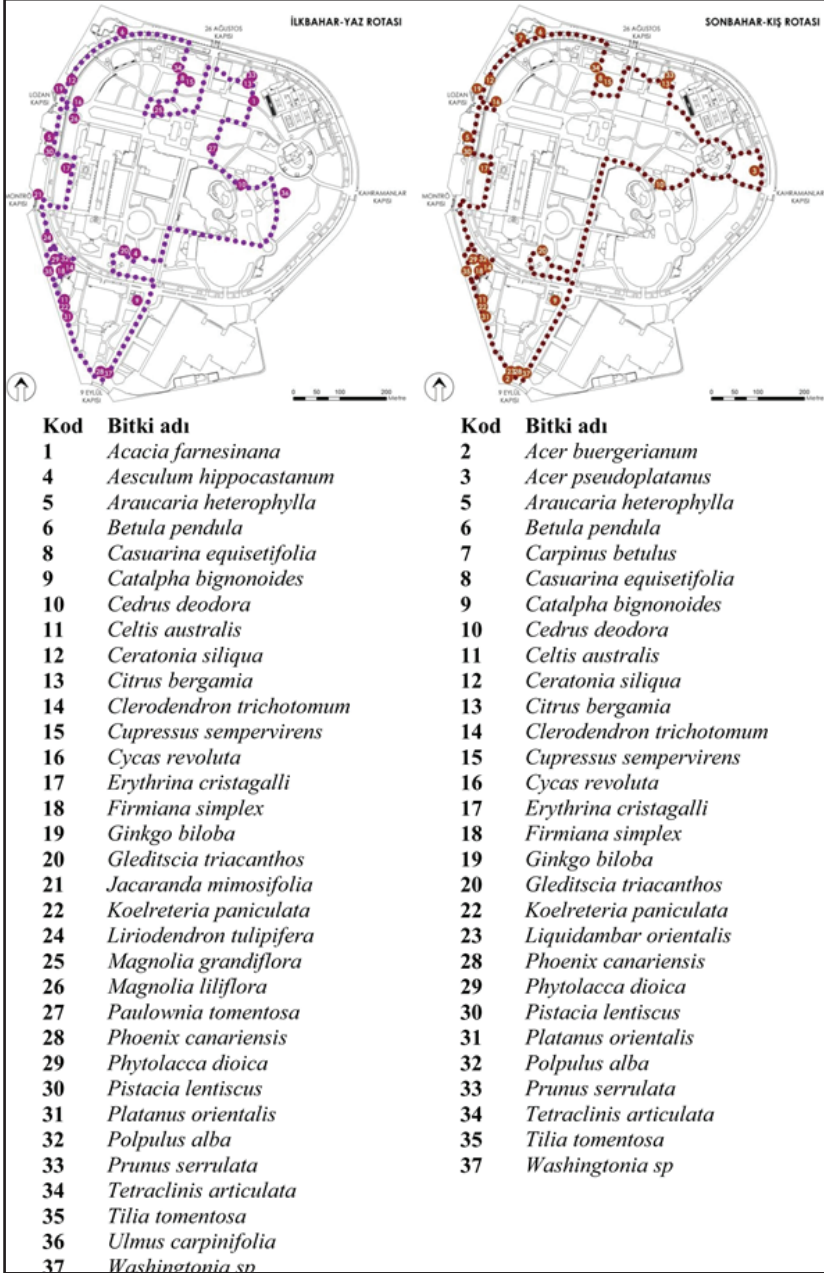 İLKBAHAR-YAZ ROTASI
26 AĞUSTOS
KAPISI
LOZAN
KAPISI
MONTRÖ
KAPISI
KAHRAMANLAR
KAPISI
9 EYLÜL
KAPISI
0 50 100 200
Metre
SONBAHAR-KIŞ ROTASI
26 AĞUSTOS
KAPISI
LOZAN
KAPISI
MONTRÖ
KAPISI
KAHRAMANLAR
KAPISI
9 EYLÜL
KAPISI
0 50 100 200
Metre
Kod Bitki adı
1 Acacia farnesinana
4 Aesculum hippocastanum
5 Araucaria heterophylla
6 Betula pendula
8 Casuarina equisetifolia
9 Catalpha bignonoides
10 Cedrus deodora
11 Celtis australis
12 Ceratonia siliqua
13 Citrus bergamia
14 Clerodendron trichotomum
15 Cupressus sempervirens
16 Cycas revoluta
17 Erythrina cristagalli
18 Firmiana simplex
19 Ginkgo biloba
20 Gleditscia triacanthos
21 Jacaranda mimosifolia
22 Koelreteria paniculata
24 Liriodendron tulipifera
25 Magnolia grandiflora
26 Magnolia liliflora
27 Paulownia tomentosa
28 Phoenix canariensis
29 Phytolacca dioica
30 Pistacia lentiscus
31 Platanus orientalis
32 Polpulus alba
33 Prunus serrulata
34 Tetraclinis articulata
35 Tilia tomentosa
36 Ulmus carpinifolia
37 Washingtonia sp
Kod Bitki adı
2 Acer buergerianum
3 Acer pseudoplatanus
5 Araucaria heterophylla
6 Betula pendula
7 Carpinus betulus
8 Casuarina equisetifolia
9 Catalpha bignonoides
10 Cedrus deodora
11 Celtis australis
12 Ceratonia siliqua
13 Citrus bergamia
14 Clerodendron trichotomum
15 Cupressus sempervirens
16 Cycas revoluta
17 Erythrina cristagalli
18 Firmiana simplex
19 Ginkgo biloba
20 Gleditscia triacanthos
22 Koelreteria paniculata
23 Liquidambar orientalis
28 Phoenix canariensis
29 Phytolacca dioica
30 Pistacia lentiscus
31 Platanus orientalis
32 Polpulus alba
33 Prunus serrulata
34 Tetraclinis articulata
35 Tilia tomentosa
37 Washingtonia sp